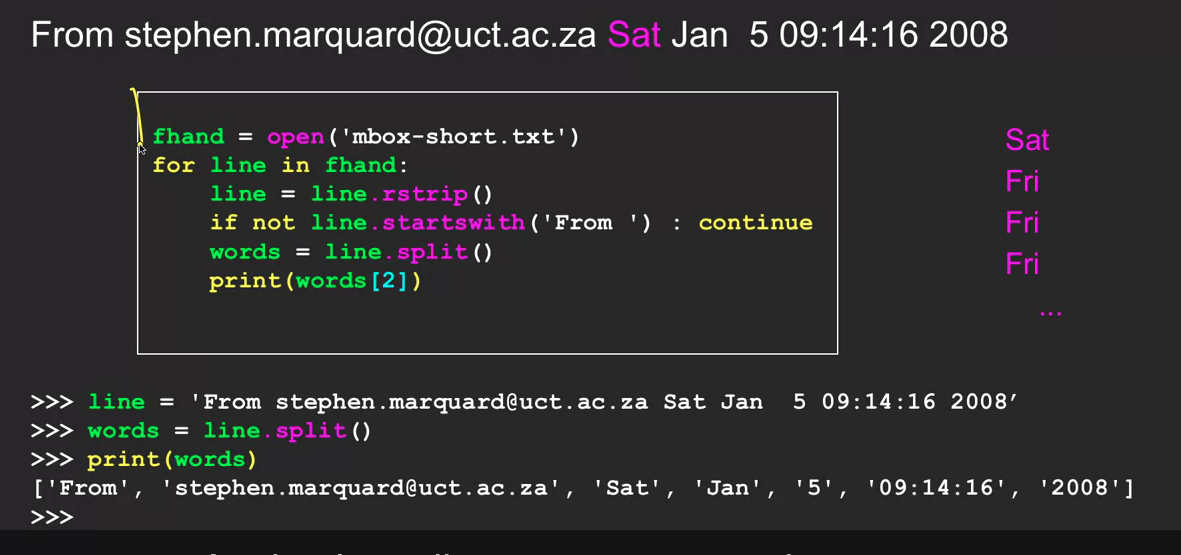 From stephen.marquard@uct.ac.za Sat Jan  5 09:14:16 2008
fhand = open('mbox-short.txt')
for line in fhand:
    line = line.rstrip()
    if not line.startswith('From ') : continue
    words = line.split()
    print(words[2])
Sat
Fri
Fri
Fri
...
>>> line = 'From stephen.marquard@uct.ac.za Sat Jan  5 09:14:16 2008’
>>> words = line.split()
>>> print(words)
['From', 'stephen.marquard@uct.ac.za', 'Sat', 'Jan', '5', '09:14:16', '2008']
>>>